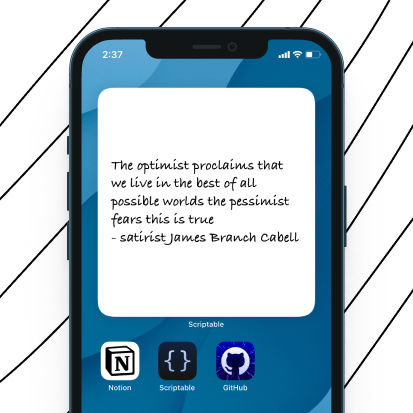 2:37
The optimist proclaims that
we live in the best of all
possible worlds the pessimist
fears this is true
- satirist James Branch Cabell
Scriptable
N
{}
Notion Scriptable GitHub